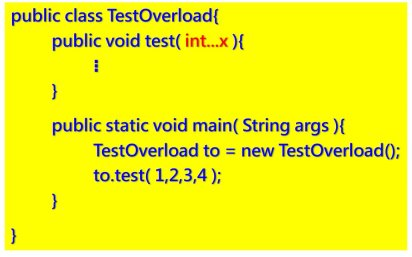 public class TestOverload{
public void test( int...x ){
⋮
}
public static void main( String args ){
TestOverload to = new TestOverload();
to.test( 1,2,3,4 );
}
}